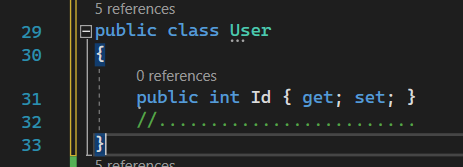 5 references
29 public class User
30 {
0 references
31 public int Id { get; set; }
32 //.........................
33 }
5 references